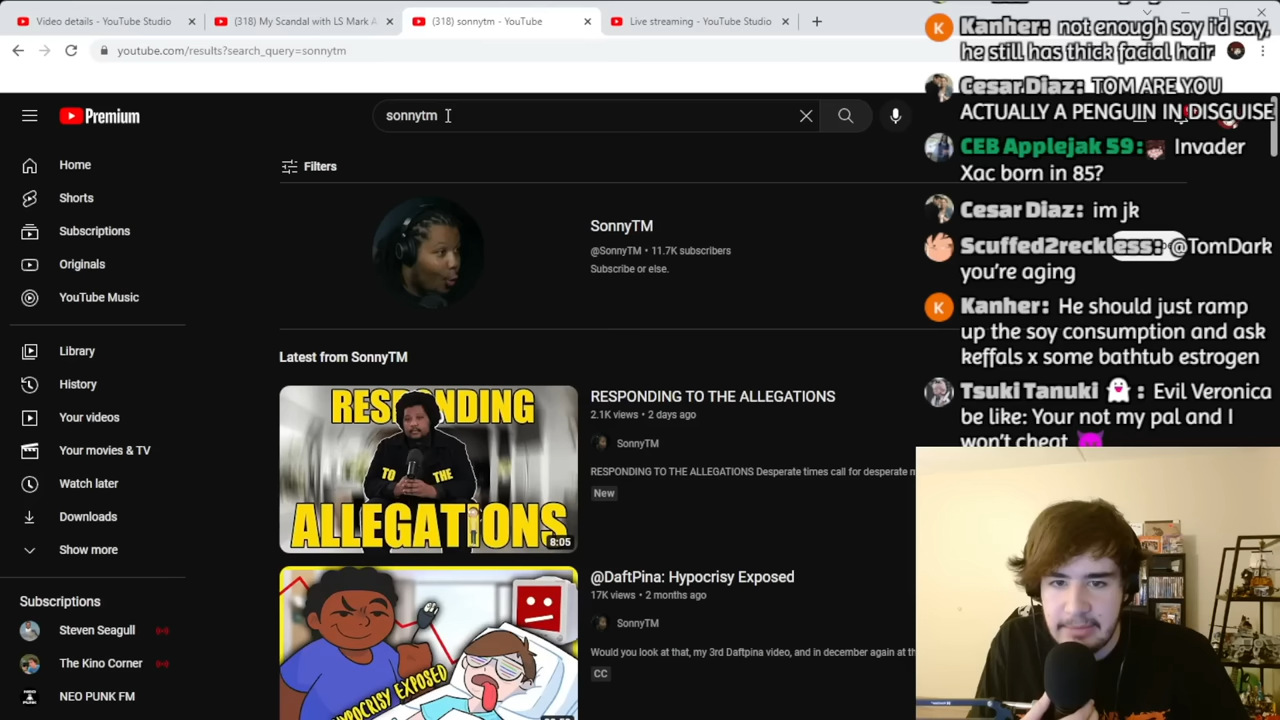 Video details - YouTube Studio
(318) My Scandal with LS Mark A
(318) sonnytm - YouTube
Live streaming - YouTube Studio
youtube.com/results?search_query=sonnytm
Premium
sonnytm
Home
Shorts
Subscriptions
Originals
YouTube Music
Library
History
Your videos
Your movies & TV
Watch later
Downloads
Show more
Subscriptions
Steven Seagull
The Kino Corner
NEO PUNK FM
Filters
SonnyTM
@SonnyTM • 11.7K subscribers
Subscribe or else.
Latest from SonnyTM
RESPONDING
TO THE
ALLEGATIONS
8:05
RESPONDING TO THE ALLEGATIONS
2.1K views • 2 days ago
SonnyTM
RESPONDING TO THE ALLEGATIONS Desperate times call for desperate m
New
HYPOCRISY EXPOSED
@DaftPina: Hypocrisy Exposed
17K views • 2 months ago
SonnyTM
Would you look at that, my 3rd Daftpina video, and in december again at th
CC
Kanher: not enough soy i'd say,
he still has thick facial hair
Cesar Diaz: TOM ARE YOU
ACTUALLY A PENGUIN IN DISGUISE
CEB Applejak 59: Invader
Xac born in 85?
Cesar Diaz: im jk
Scuffed2reckless: @TomDark
you're aging
Kanher: He should just ramp
up the soy consumption and ask
keffals x some bathtub estrogen
Tsuki Tanuki 👻 : Evil Veronica
be like: Your not my pal and I
won't cheat 😈